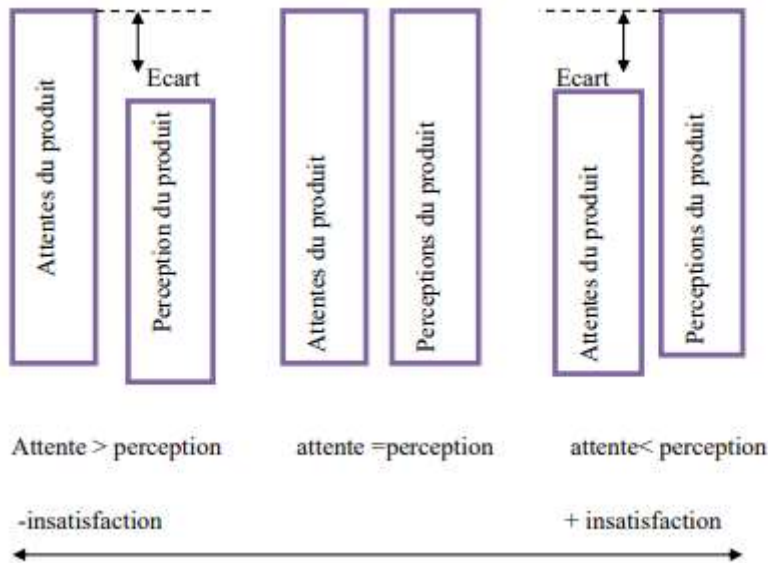 Ecart
Attentes du produit
Perception du produit
Attentes du produit
Perceptions du produit
Ecart
Attentes du produit
Perceptions du produit
Attente > perception
attente =perception
attente< perception
-insatisfaction
+ insatisfaction